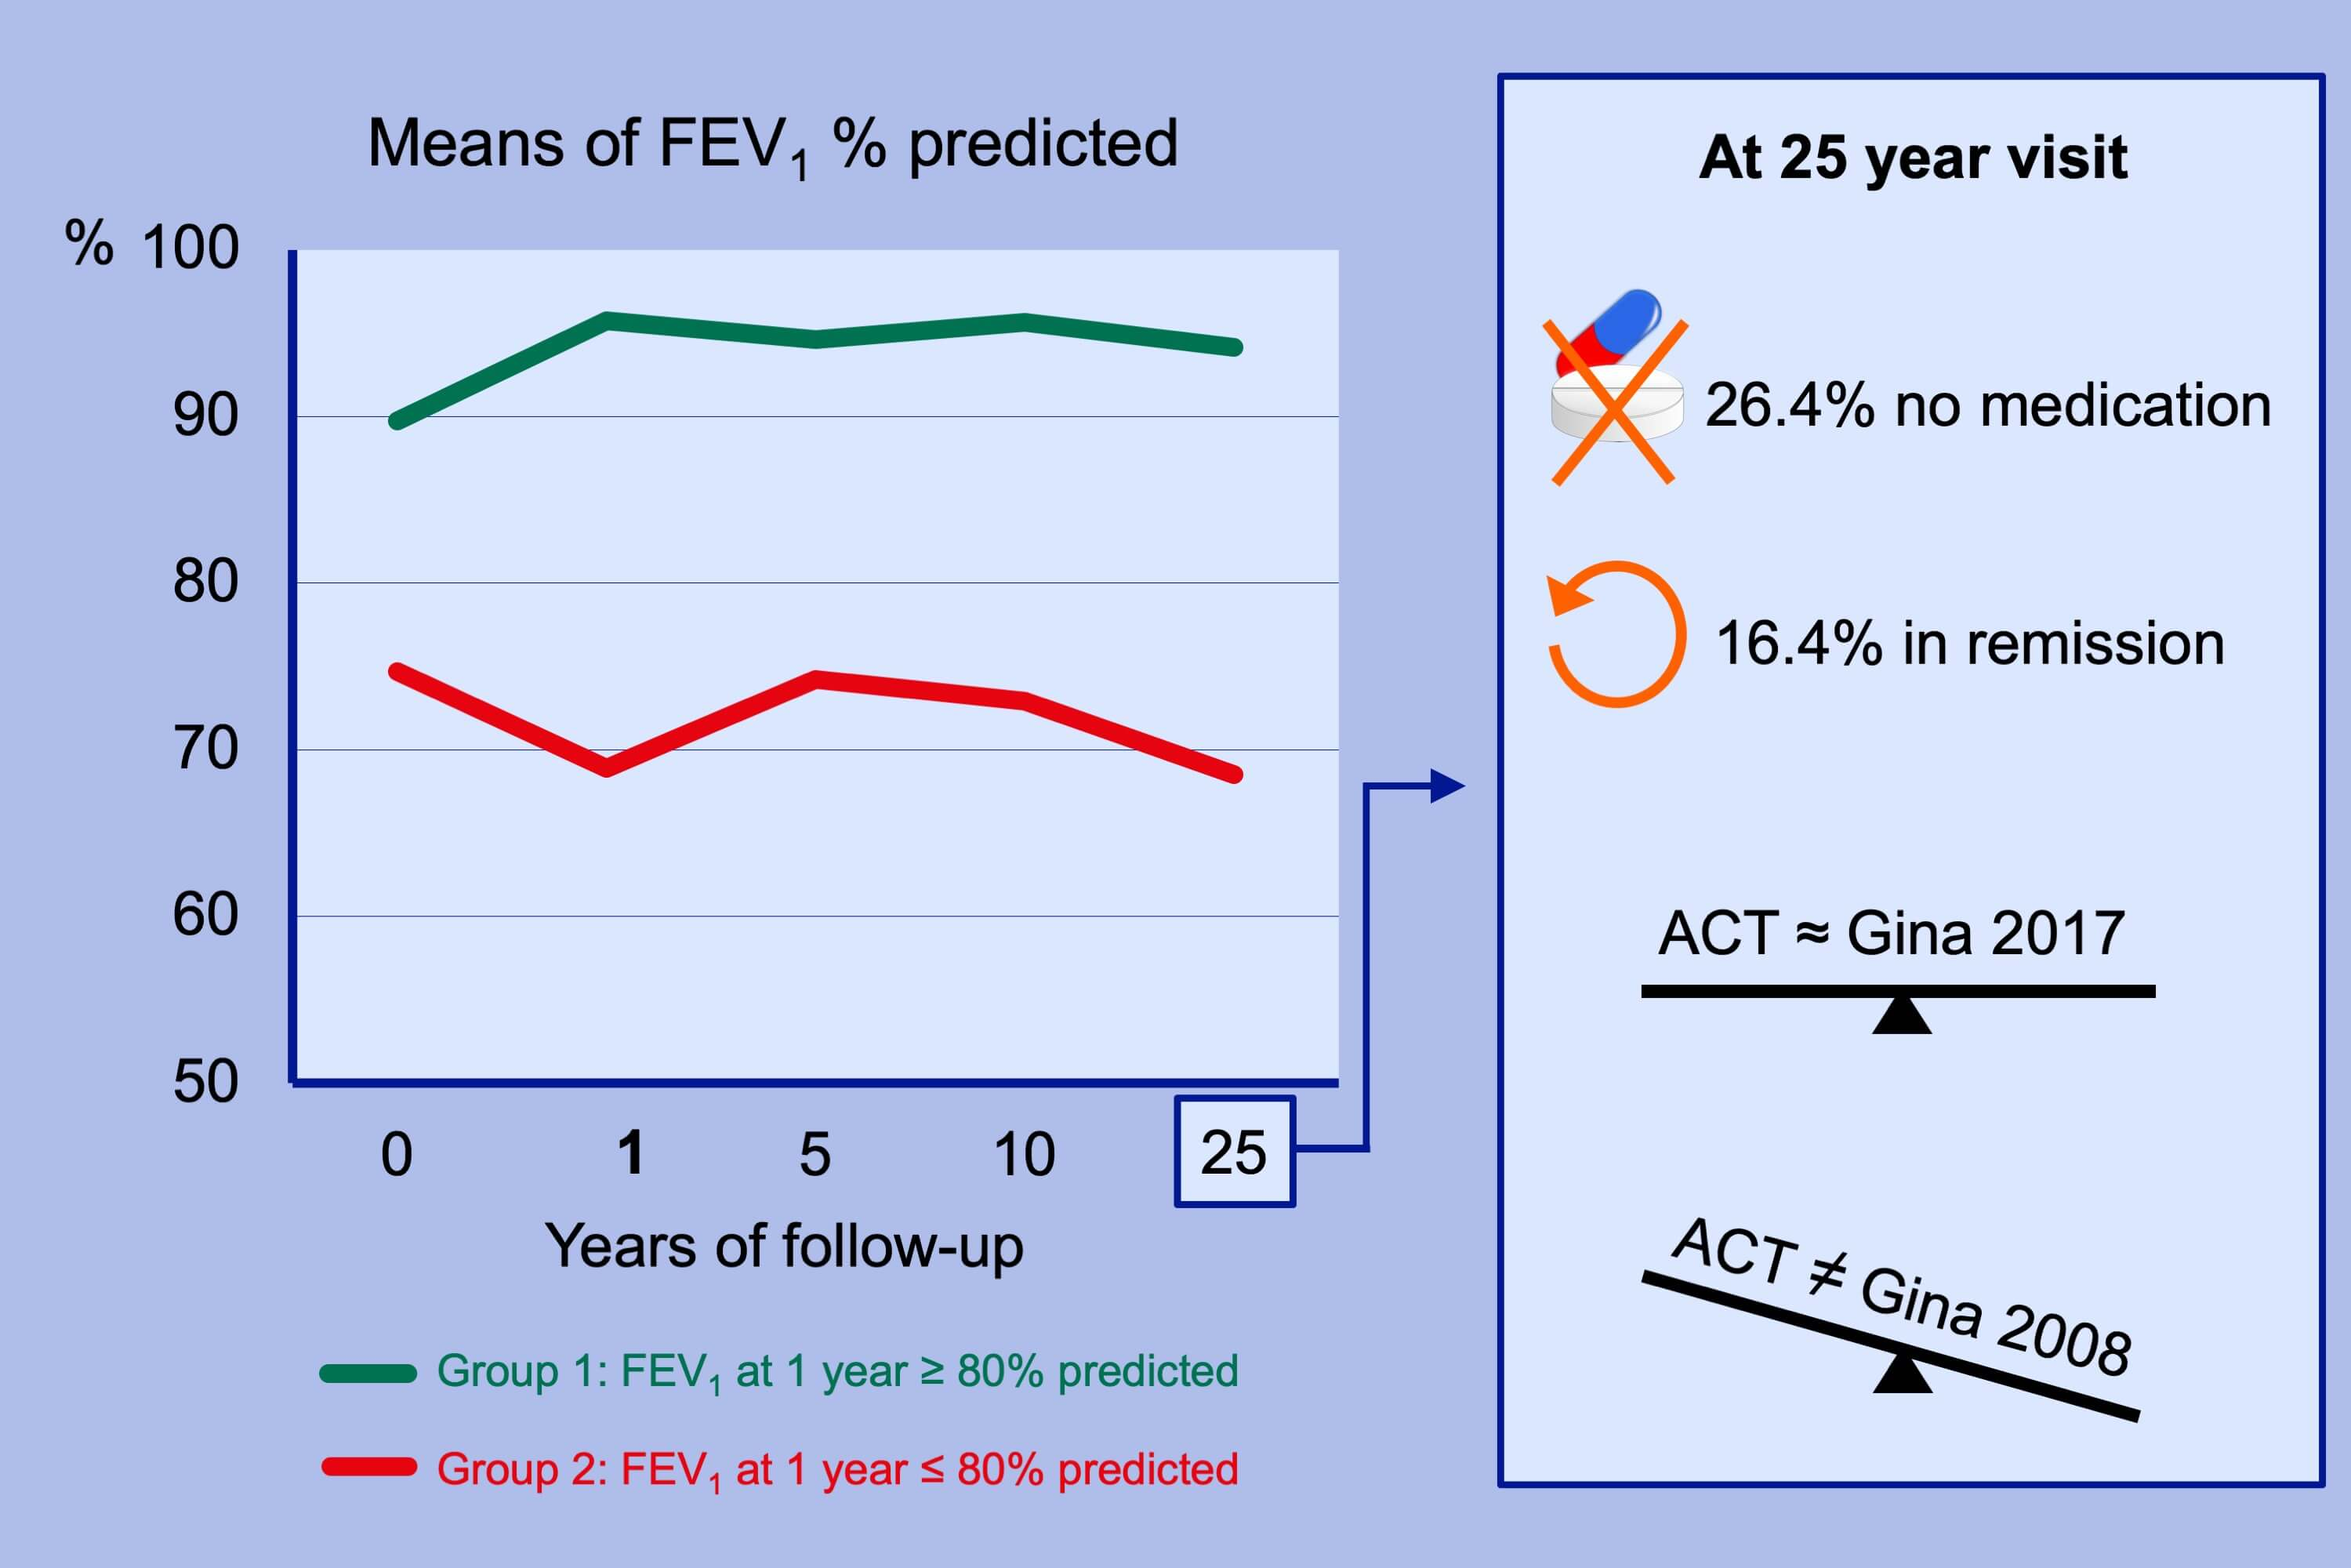 Means of FEV₁ % predicted
% 100
90
80
70
60
50
0 1 5 10 25
Years of follow-up
Group 1: FEV₁ at 1 year ≥ 80% predicted
Group 2: FEV₁ at 1 year ≤ 80% predicted
At 25 year visit
26.4% no medication
16.4% in remission
ACT ≈ Gina 2017
ACT ≠ Gina 2008